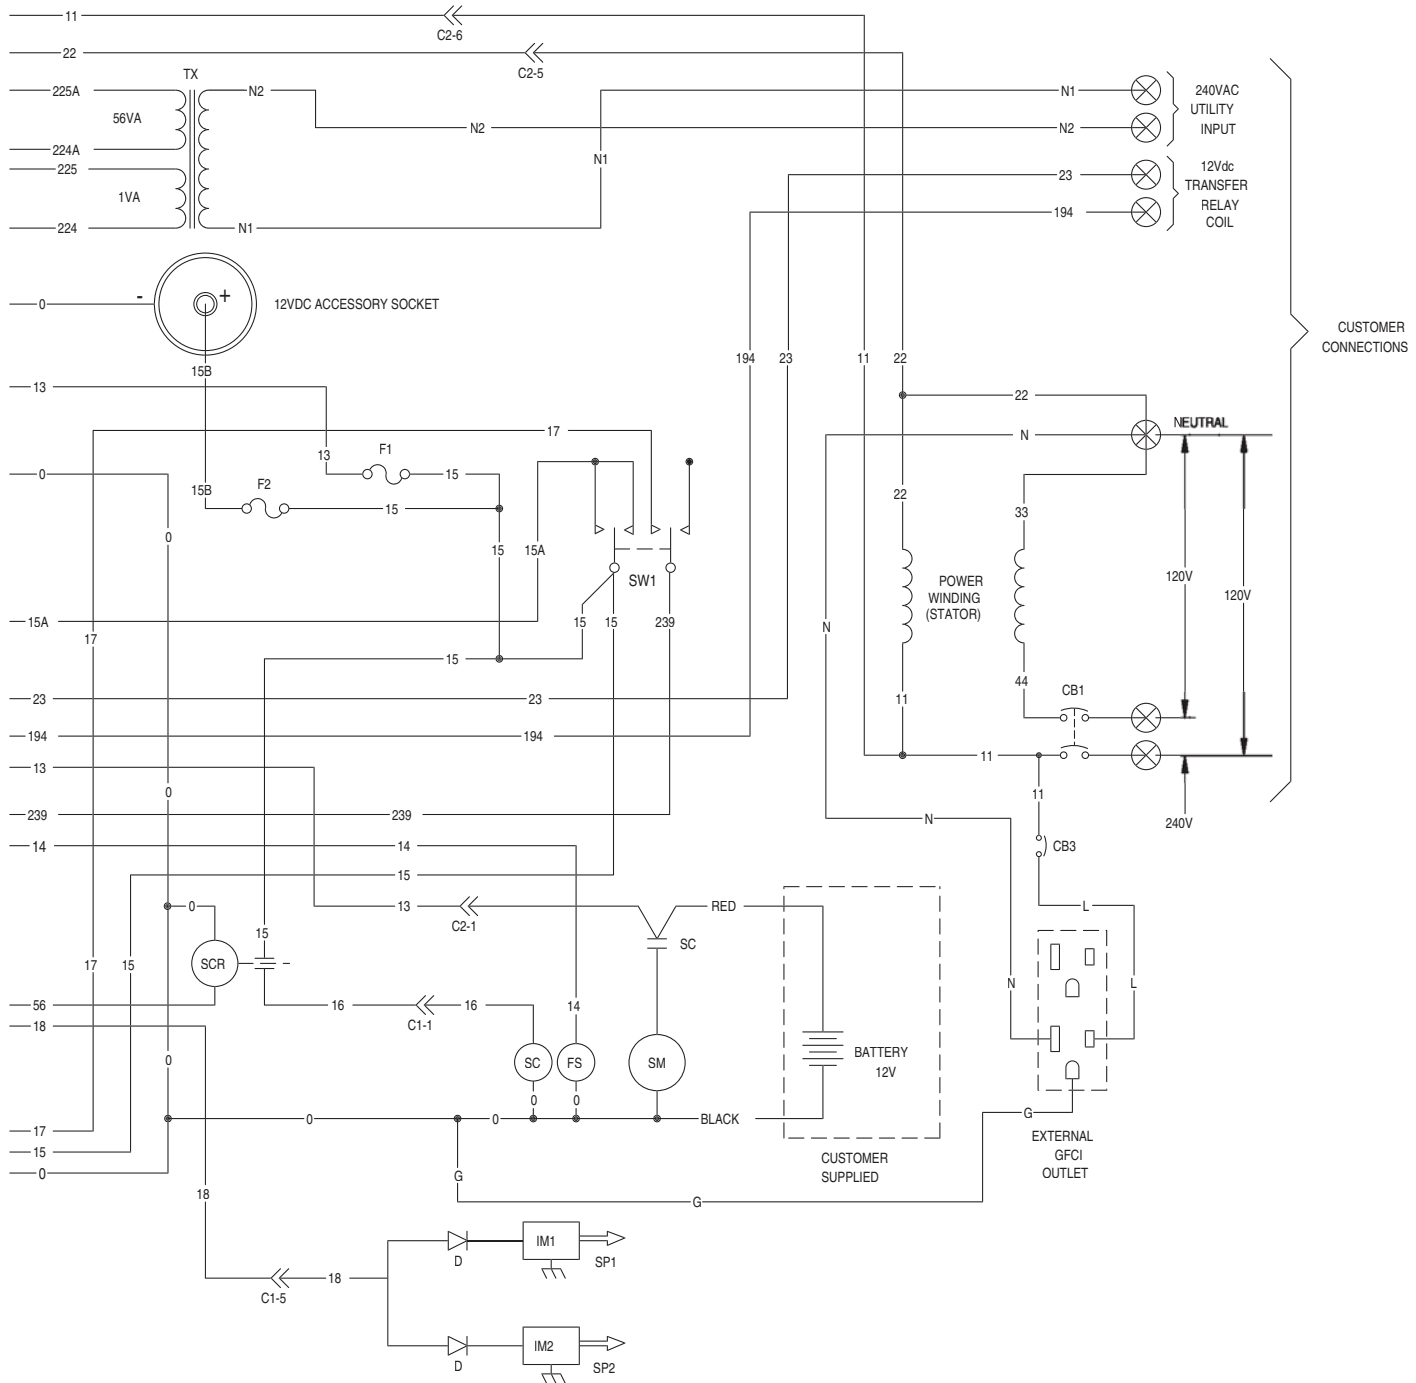 11
C2-6
22
C2-5
TX
225A
N2
N1
240VAC
UTILITY
INPUT
56VA
N2
N2
224A
N1
225
23
12Vdc
TRANSFER
RELAY
COIL
1VA
194
224
N1
0
-
+
12VDC ACCESSORY SOCKET
CUSTOMER
CONNECTIONS
194
23
11
22
15B
13
22
17
NEUTRAL
N
F1
13
0
15
F2
15B
15
22
33
0
15
15A
120V
POWER
WINDING
(STATOR)
SW1
120V
15A
15
15
239
N
17
15
44
CB1
23
23
11
194
194
11
13
0
11
239
239
N
240V
14
14
CB3
15
0
13
C2-1
RED
L
15
SC
SCR
17
15
N
L
56
16
C1-1
16
14
18
0
SC
FS
SM
BATTERY
12V
0
0
0
0
BLACK
G
17
EXTERNAL
GFCI
OUTLET
15
CUSTOMER
SUPPLIED
0
G
18
G
IM1
D
SP1
18
C1-5
IM2
D
SP2